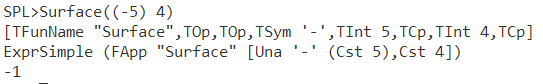 SPL>Surface((-5) 4)
[TFunName "Surface",TOp,TOp,TSym '-',TInt 5,TCp,TInt 4,TCp]
ExprSimple (FApp "Surface" [Una '-' (Cst 5),Cst 4])
-1